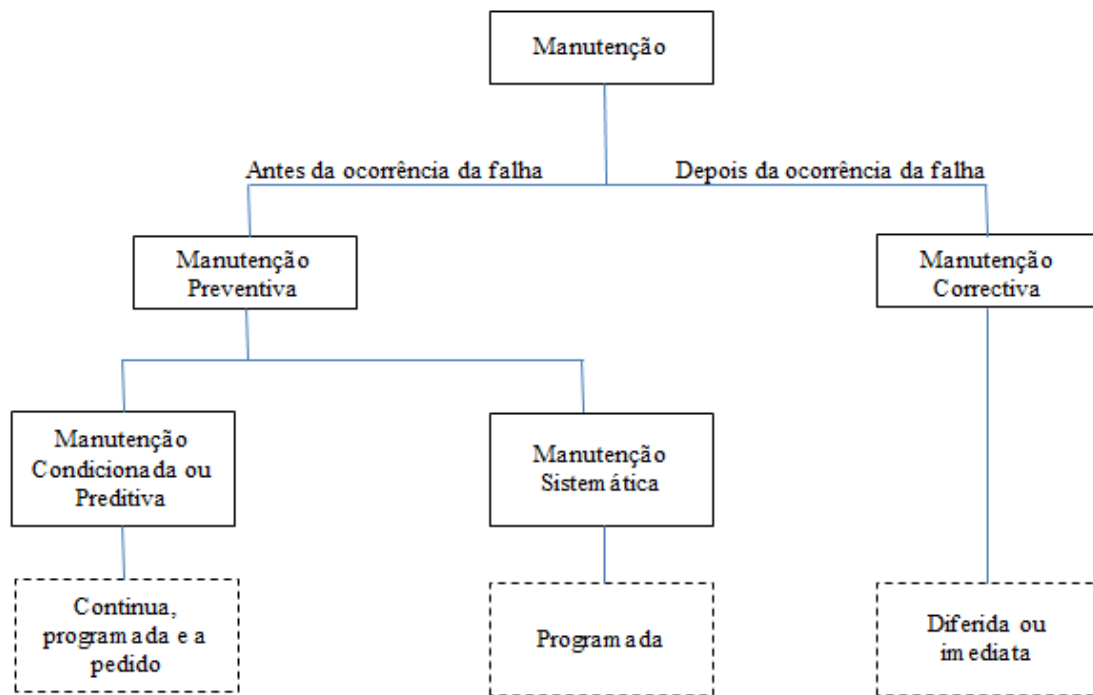 Manutenção
Antes da ocorrência da falha
Depois da ocorrência da falha
Manutenção
Preventiva
Manutenção
Correctiva
Manutenção
Condicionada ou
Preditiva
Manutenção
Sistemática
Continua,
programada e a
pedido
Programada
Diferida ou
imediata